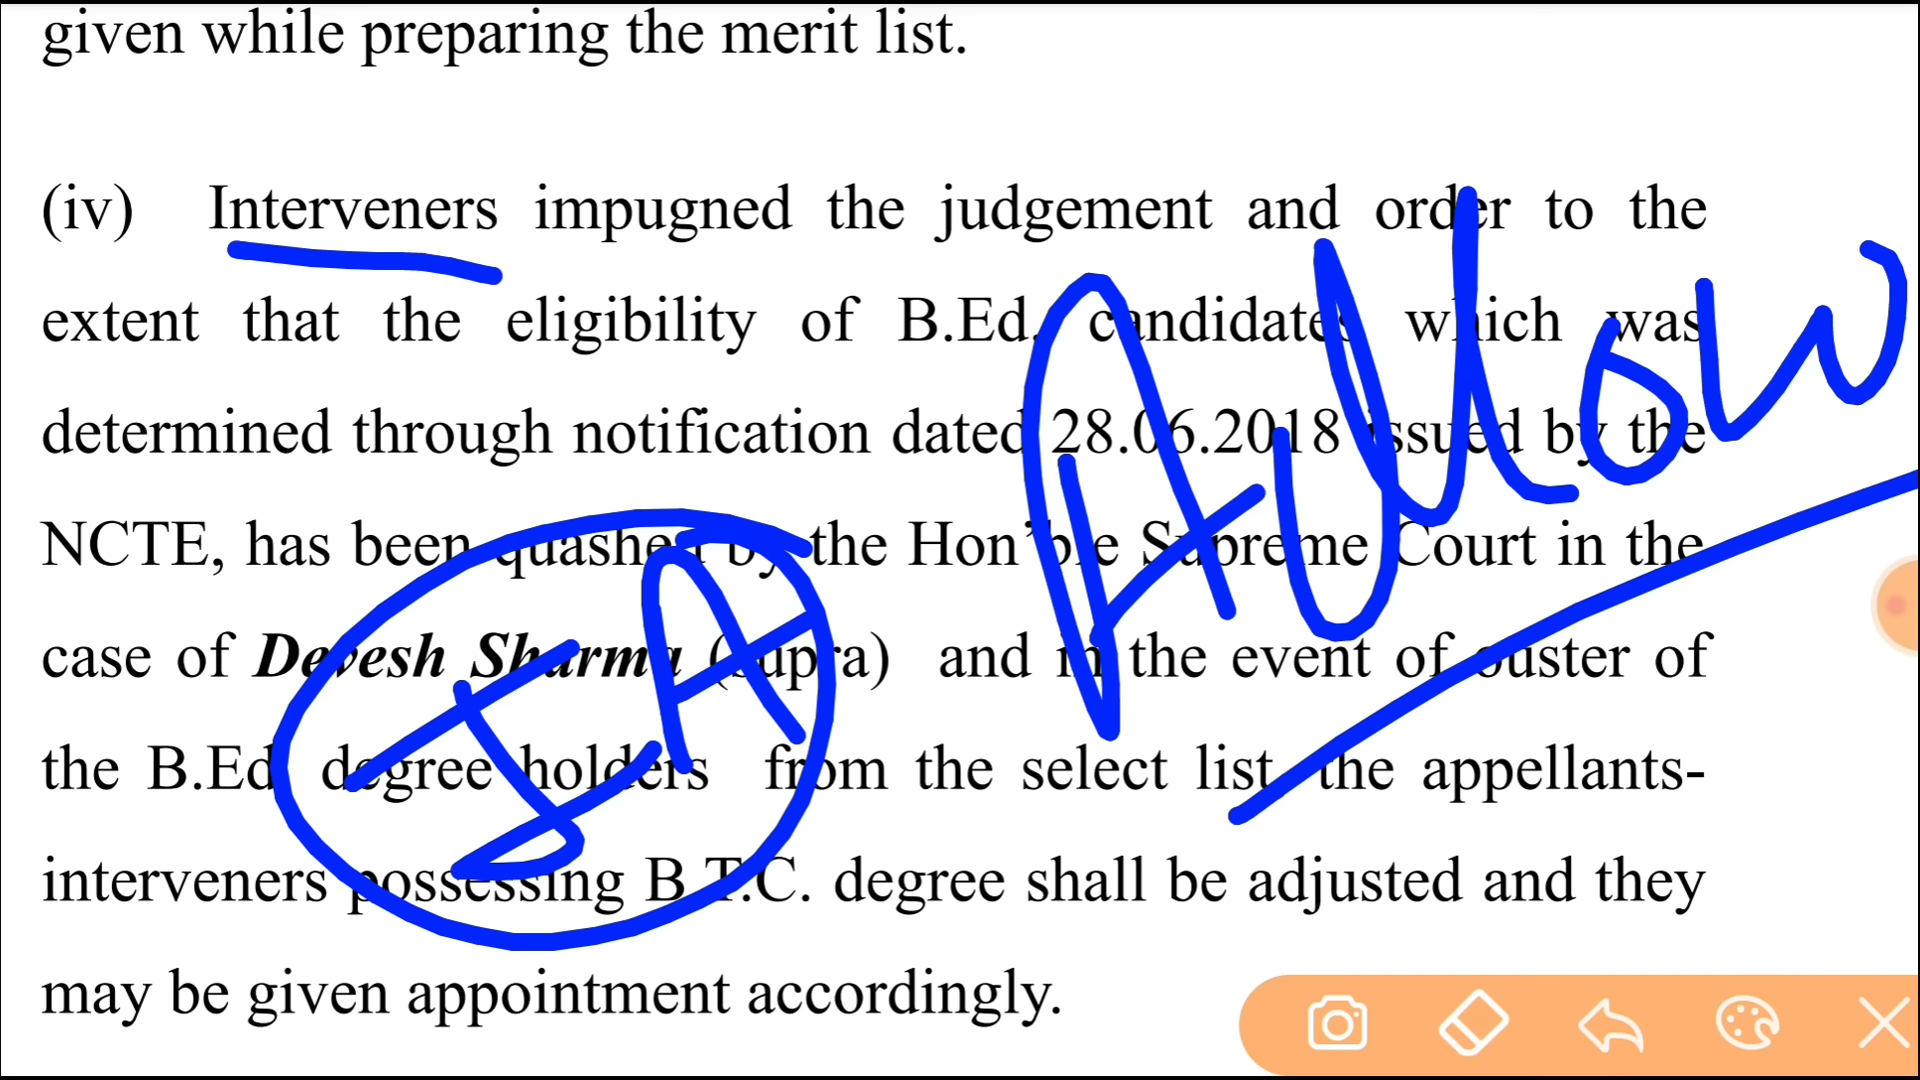 given while preparing the merit list.
(iv) Interveners impugned the judgement and order to the
extent that the eligibility of B.Ed. candidates which was
determined through notification dated 28.06.2018 issued by the
NCTE, has been quashed by the Hon'ble Supreme Court in the
case of Devesh Sharma (supra) and in the event of ouster of
the B.Ed. degree holders from the select list, the appellants-
interveners possessing B.T.C. degree shall be adjusted and they
may be given appointment accordingly.
Allow
IA